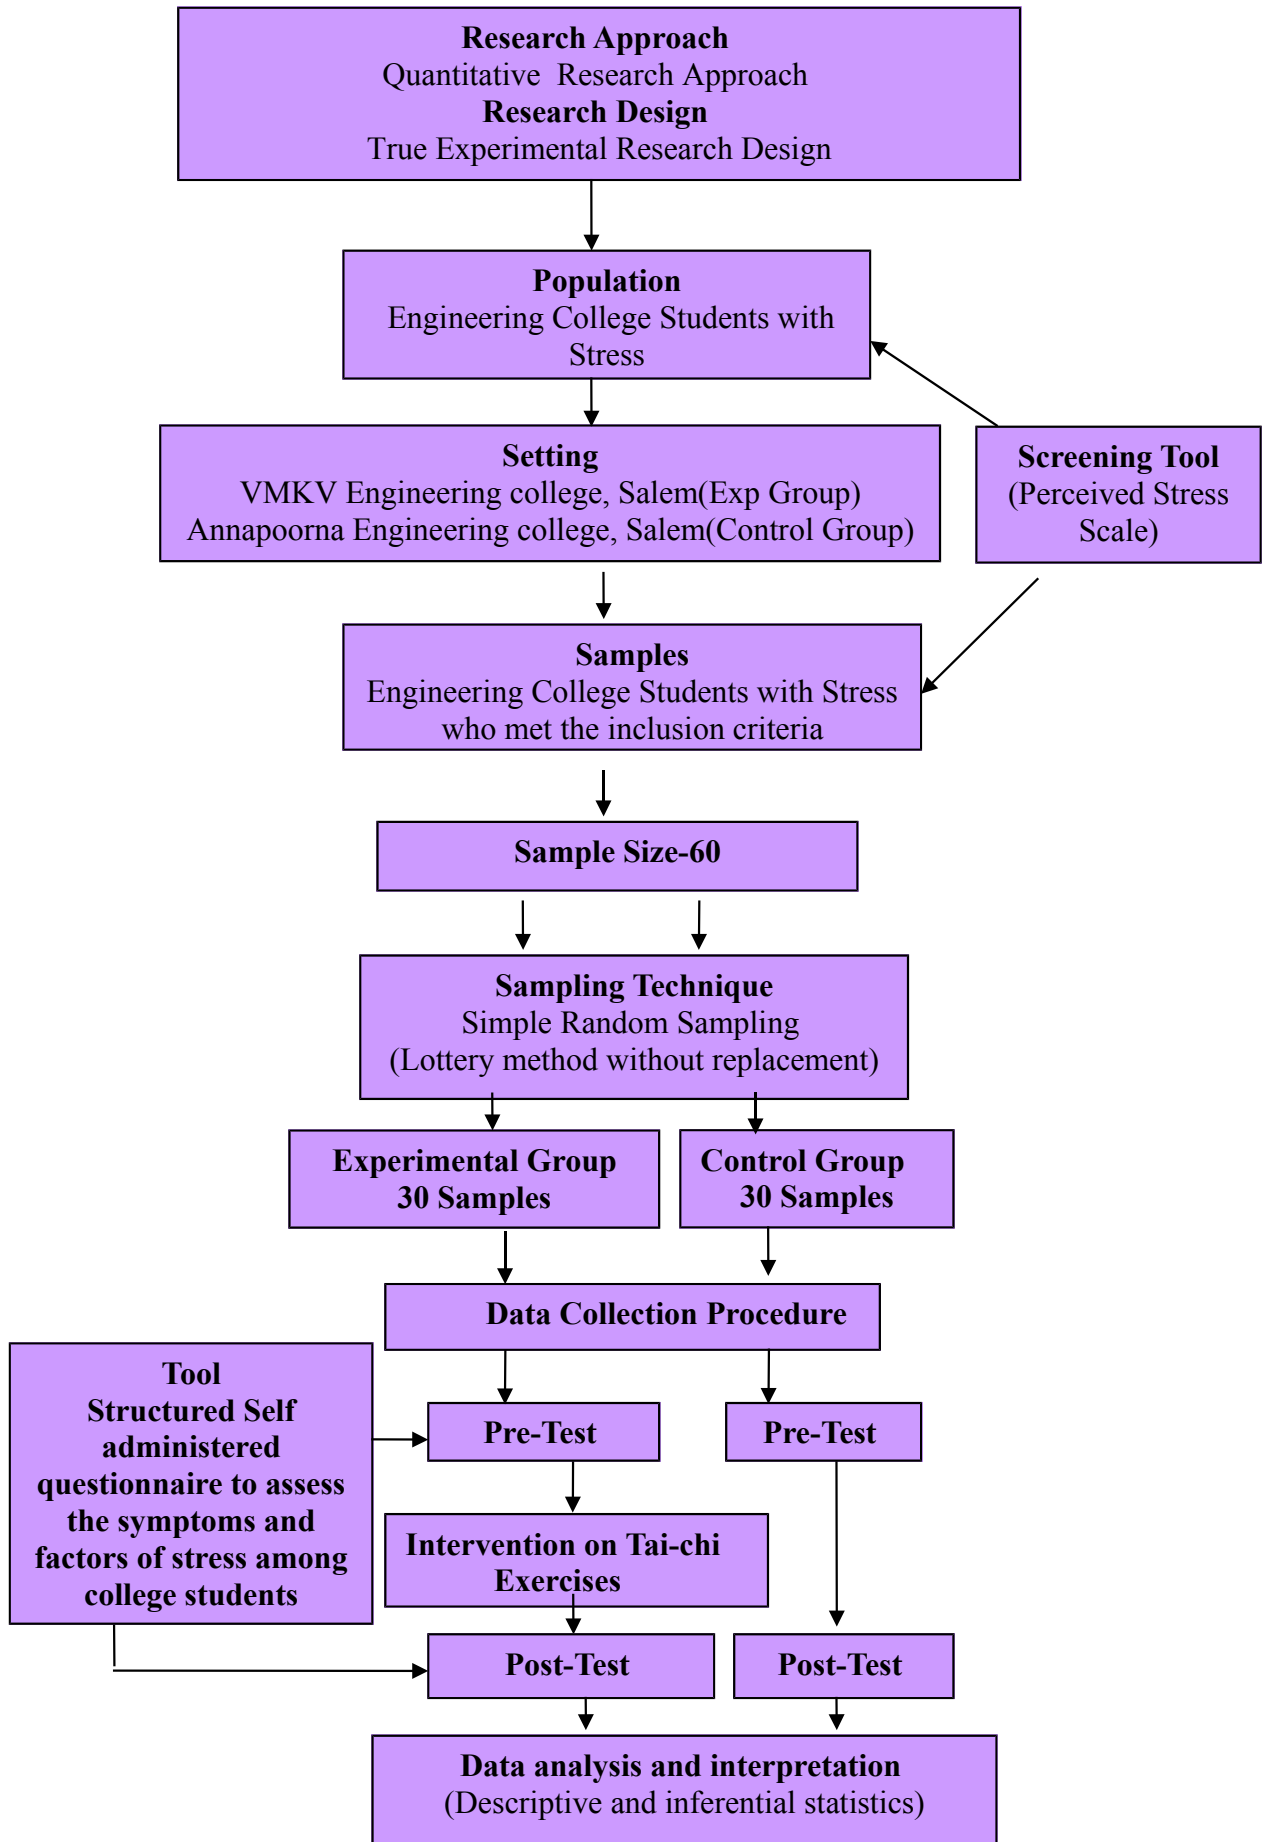 Research Approach
Quantitative Research Approach
Research Design
True Experimental Research Design
Population
Engineering College Students with
Stress
Setting
VMKV Engineering college, Salem(Exp Group)
Annapoorna Engineering college, Salem(Control Group)
Screening Tool
(Perceived Stress
Scale)
Samples
Engineering College Students with Stress
who met the inclusion criteria
Sample Size-60
Sampling Technique
Simple Random Sampling
(Lottery method without replacement)
Experimental Group
30 Samples
Control Group
30 Samples
Data Collection Procedure
Tool
Structured Self
administered
questionnaire to assess
the symptoms and
factors of stress among
college students
Pre-Test
Pre-Test
Intervention on Tai-chi
Exercises
Post-Test
Post-Test
Data analysis and interpretation
(Descriptive and inferential statistics)